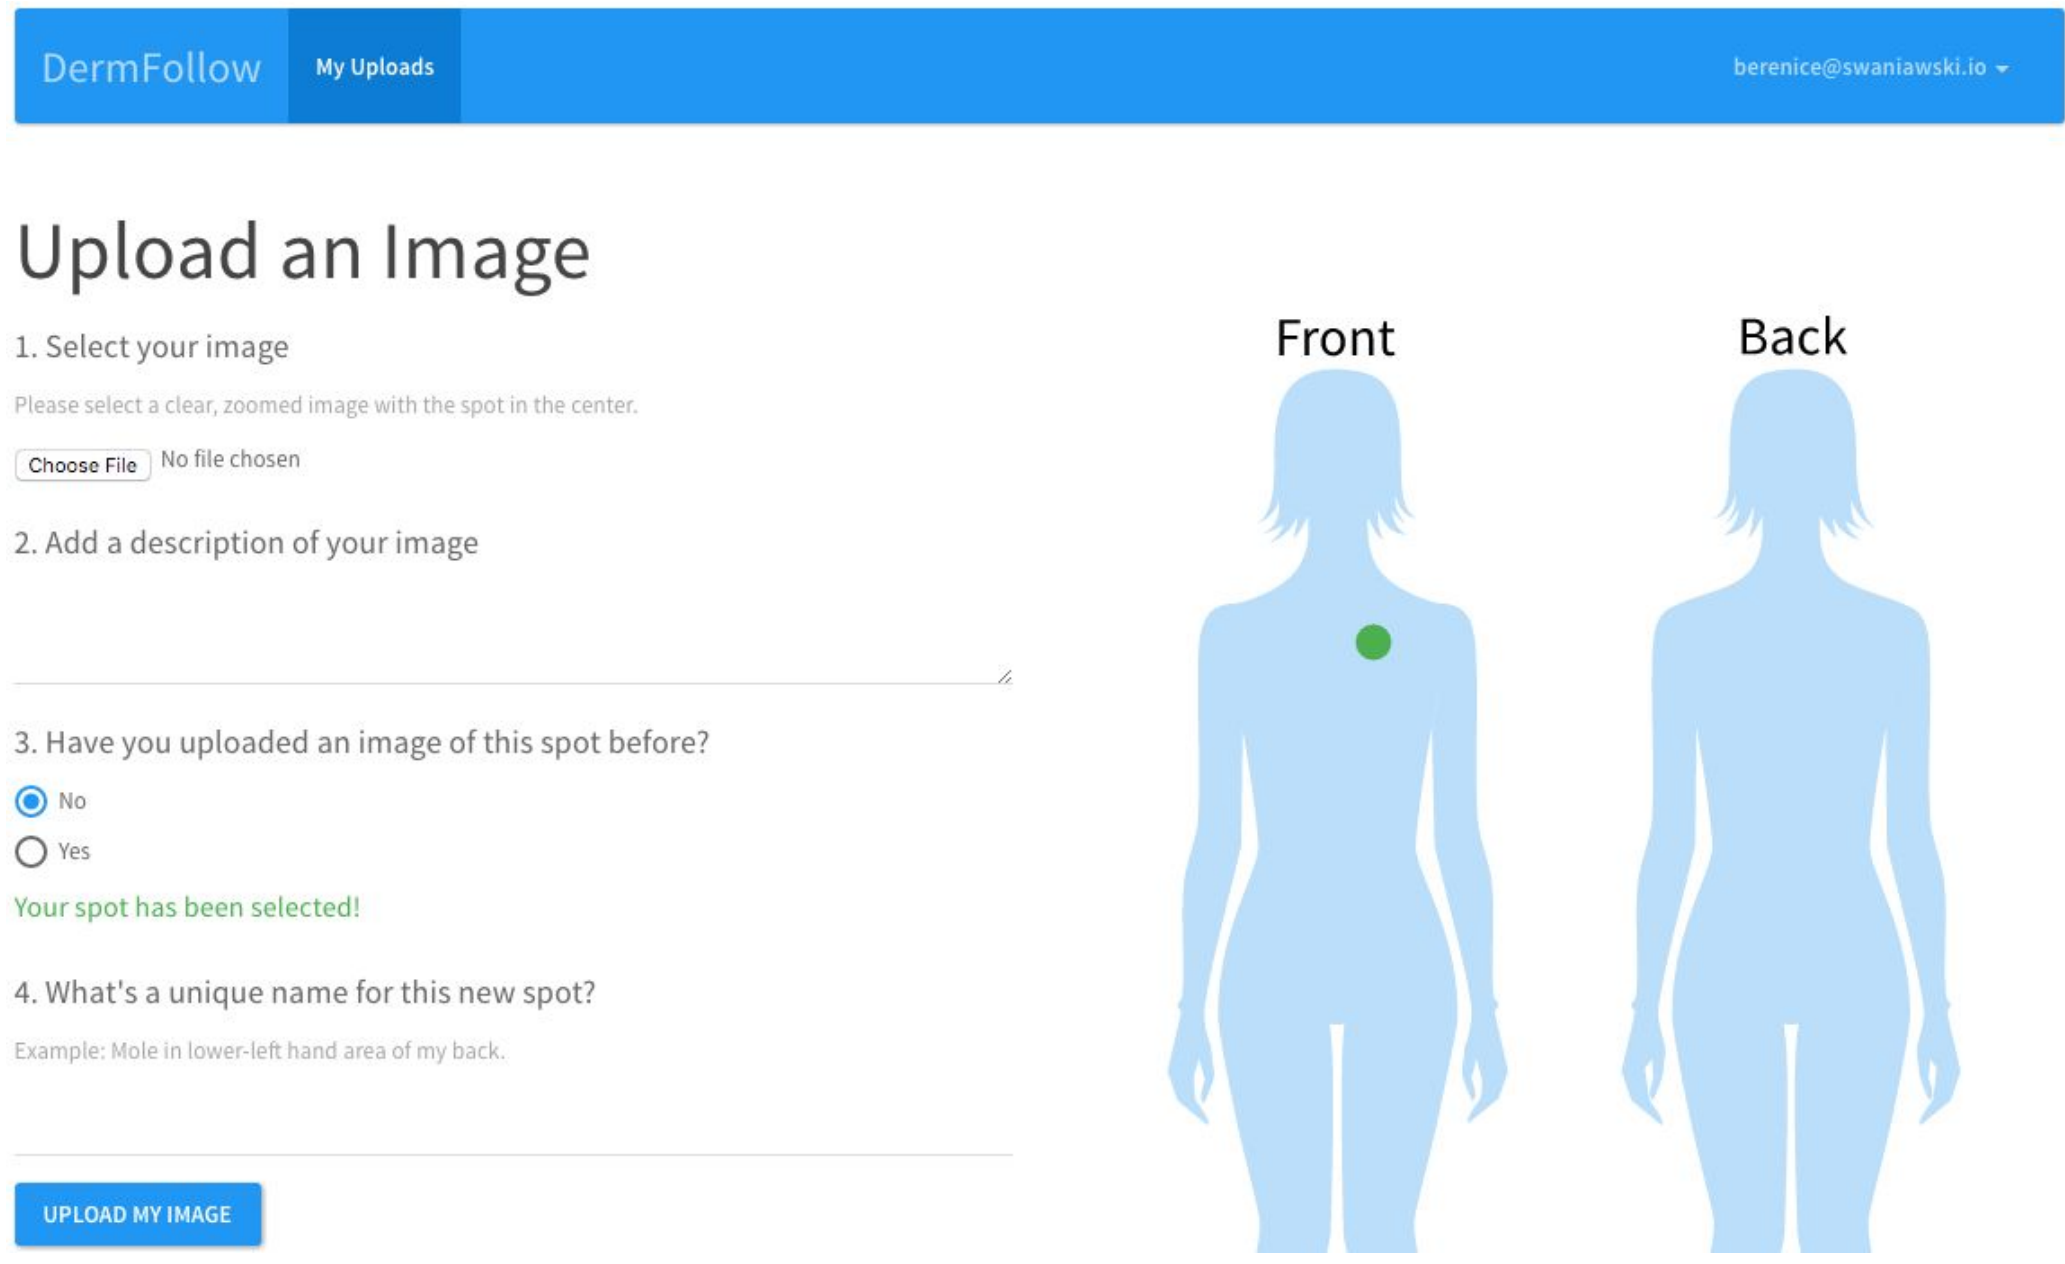 DermFollow My Uploads berenice@swaniawski.io
Upload an Image
1. Select your image
Please select a clear, zoomed image with the spot in the center.
Choose File No file chosen
2. Add a description of your image
3. Have you uploaded an image of this spot before?
No
Yes
Your spot has been selected!
4. What's a unique name for this new spot?
Example: Mole in lower-left hand area of my back.
UPLOAD MY IMAGE
Front Back